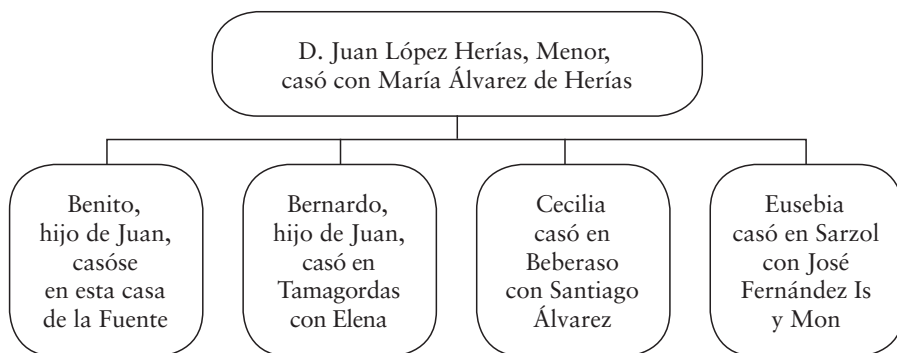 D. Juan López Herías, Menor,
casó con María Álvarez de Herías
Benito,
hijo de Juan,
casóse
en esta casa
de la Fuente
Bernardo,
hijo de Juan,
casó en
Tamagordas
con Elena
Cecilia
casó en
Beberaso
con Santiago
Álvarez
Eusebia
casó en Sarzol
con José
Fernández Is
y Mon